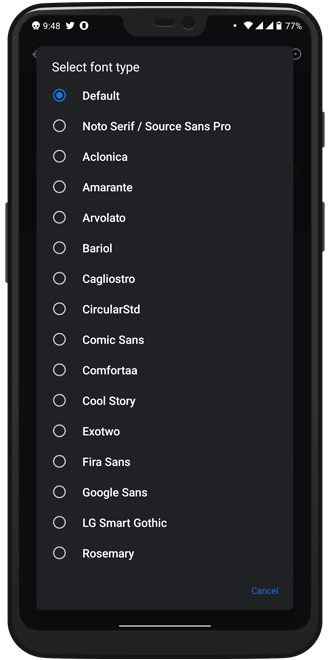 9:48
77%
Select font type
Default
Noto Serif / Source Sans Pro
Aclonica
Amarante
Arvolato
Bariol
Cagliostro
CircularStd
Comic Sans
Comfortaa
Cool Story
Exotwo
Fira Sans
Google Sans
LG Smart Gothic
Rosemary
Cancel